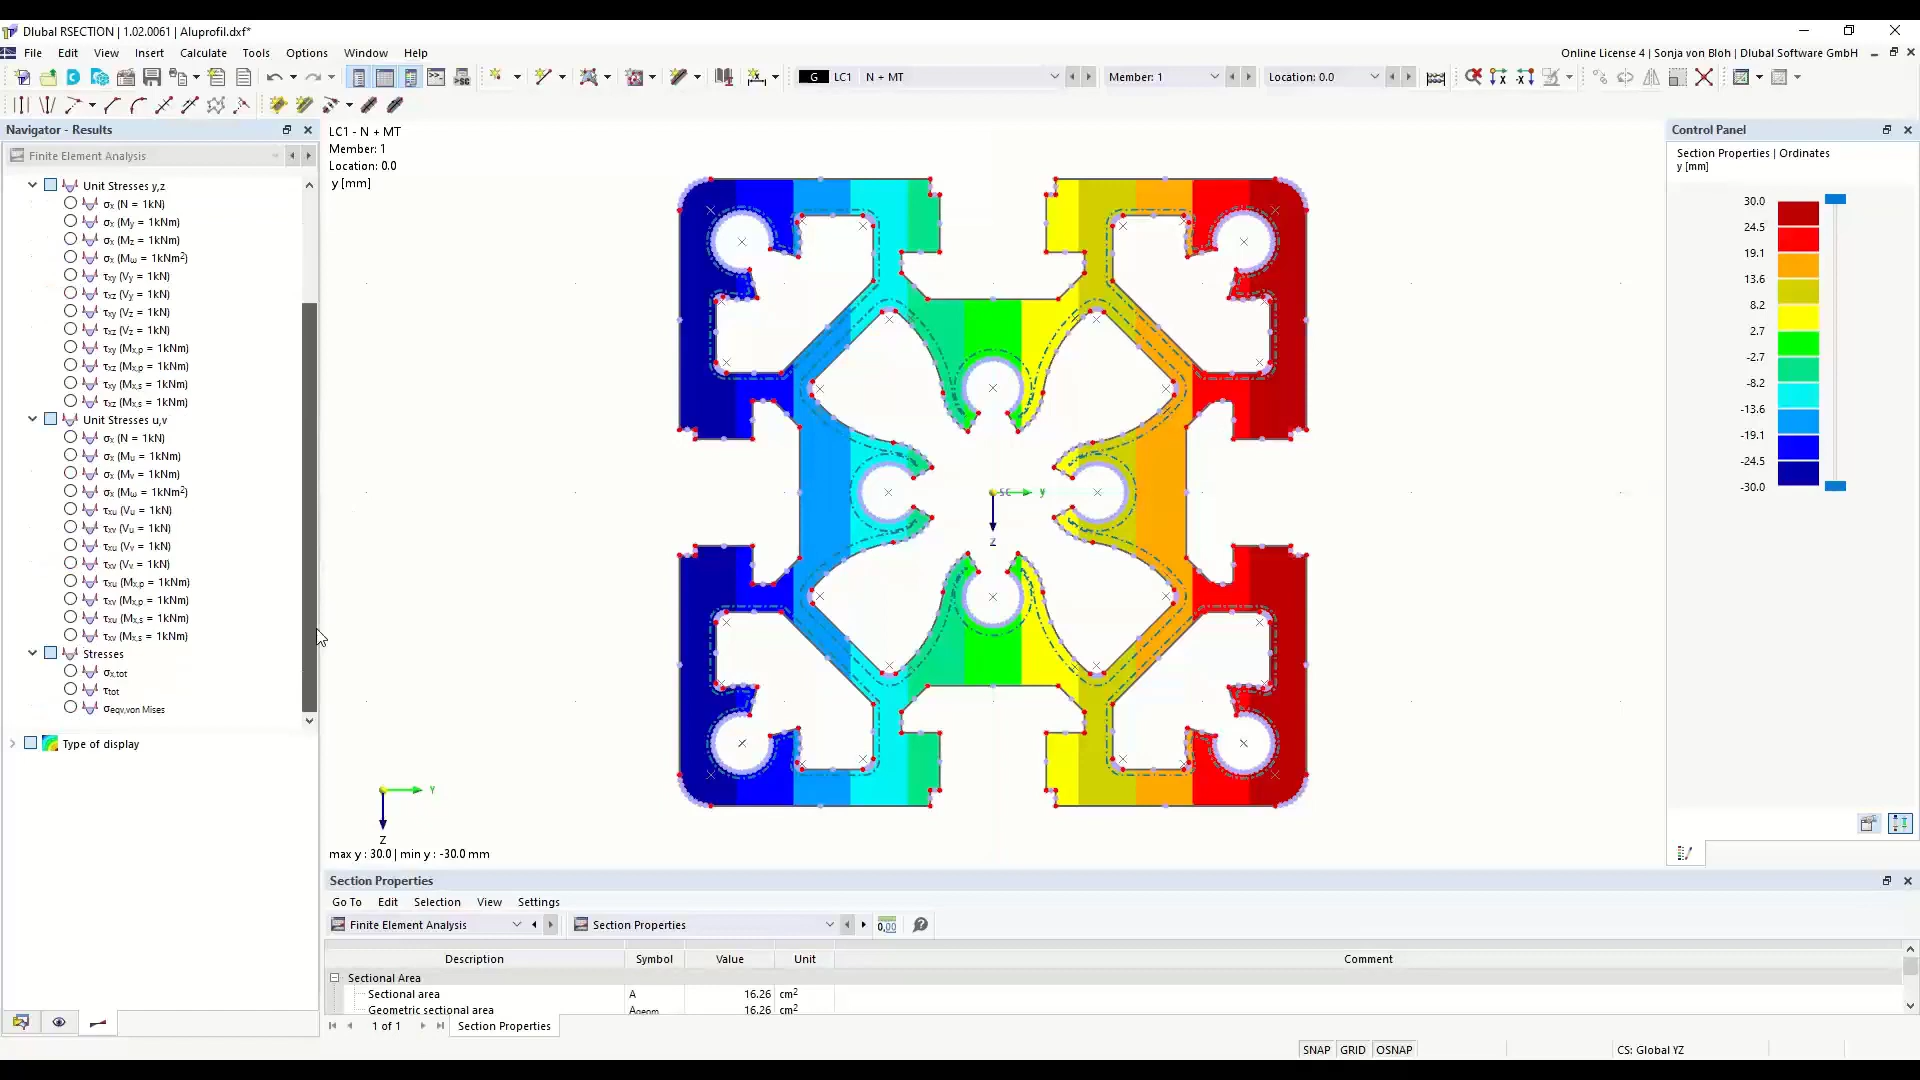 Dlubal RSECTION | 1.02.0061 | Aluprofil.dxf*
File Edit View Insert Calculate Tools Options Window Help
Online License 4 | Sonja von Bloh | Dlubal Software GmbH
G LC1 N + MT Member: 1 Location: 0.0
Navigator - Results
Finite Element Analysis
Unit Stresses y,z
σx (N = 1kN)
σx (My = 1kNm)
σx (Mz = 1kNm)
σx (Mω = 1kNm²)
τxy (Vy = 1kN)
τxz (Vy = 1kN)
τxy (Vz = 1kN)
τxz (Vz = 1kN)
τxy (Mx,p = 1kNm)
τxz (Mx,p = 1kNm)
τxy (Mx,s = 1kNm)
τxz (Mx,s = 1kNm)
Unit Stresses u,v
σx (N = 1kN)
σx (Mu = 1kNm)
σx (Mv = 1kNm)
σx (Mω = 1kNm²)
τxu (Vu = 1kN)
τxv (Vu = 1kN)
τxu (Vv = 1kN)
τxv (Vv = 1kN)
τxu (Mx,p = 1kNm)
τxv (Mx,p = 1kNm)
τxu (Mx,s = 1kNm)
τxv (Mx,s = 1kNm)
Stresses
σx,tot
τtot
σeqv,von Mises
Type of display
LC1 - N + MT
Member: 1
Location: 0.0
y [mm]
SC y
z
Y
Z
max y : 30.0 | min y : -30.0 mm
Control Panel
Section Properties | Ordinates
y [mm]
30.0
24.5
19.1
13.6
8.2
2.7
-2.7
-8.2
-13.6
-19.1
-24.5
-30.0
Section Properties
Go To Edit Selection View Settings
Finite Element Analysis Section Properties 0,00
Description Symbol Value Unit Comment
Sectional Area
Sectional area A 16.26 cm²
Geometric sectional area Ageom 16.26 cm²
1 of 1 Section Properties
SNAP GRID OSNAP CS: Global YZ